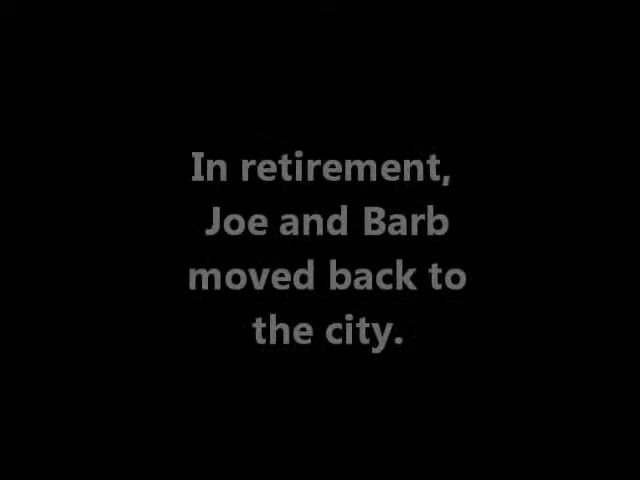 In retirement,
Joe and Barb
moved back to
the city.